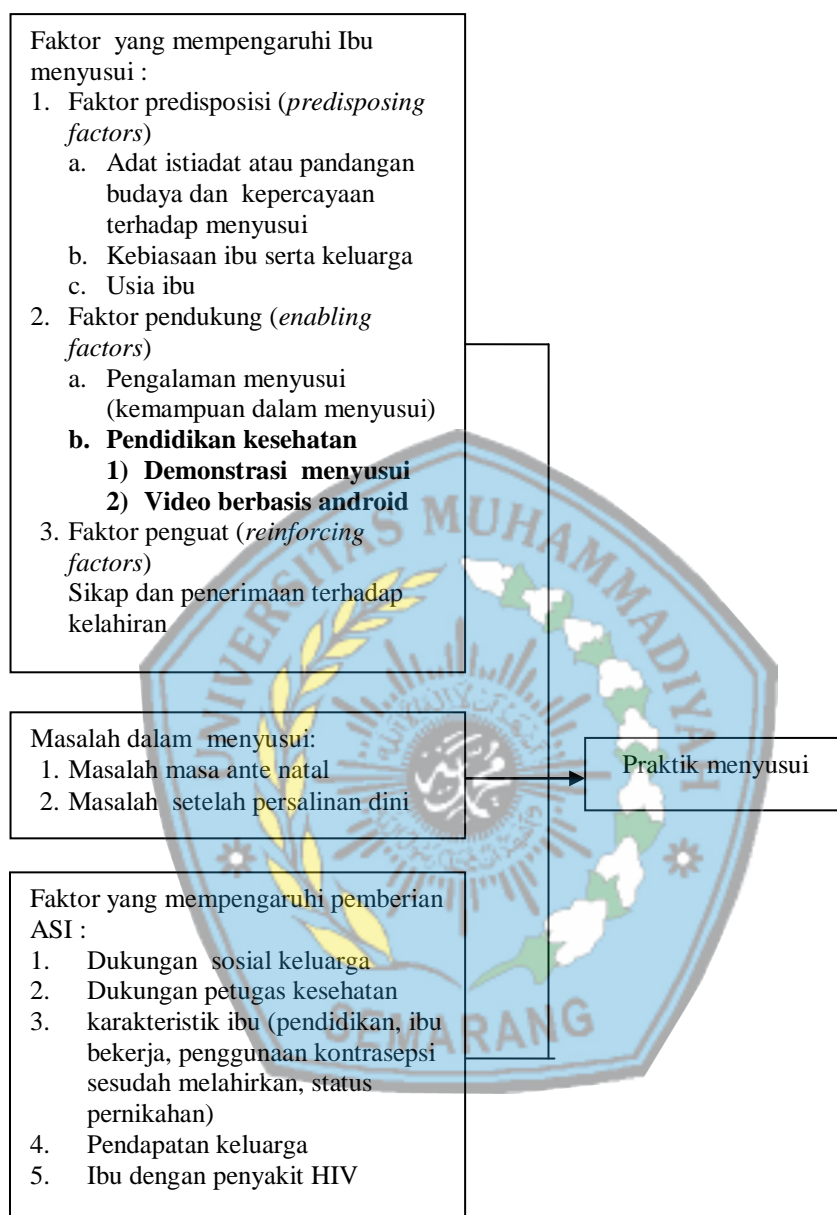 Faktor yang mempengaruhi Ibu
menyusui :
1. Faktor predisposisi (predisposing
factors)
a. Adat istiadat atau pandangan
budaya dan kepercayaan
terhadap menyusui
b. Kebiasaan ibu serta keluarga
c. Usia ibu
2. Faktor pendukung (enabling
factors)
a. Pengalaman menyusui
(kemampuan dalam menyusui)
b. Pendidikan kesehatan
1) Demonstrasi menyusui
2) Video berbasis android
3. Faktor penguat (reinforcing
factors)
Sikap dan penerimaan terhadap
kelahiran
Masalah dalam menyusui:
1. Masalah masa ante natal
2. Masalah setelah persalinan dini
Praktik menyusui
Faktor yang mempengaruhi pemberian
ASI :
1. Dukungan sosial keluarga
2. Dukungan petugas kesehatan
3. karakteristik ibu (pendidikan, ibu
bekerja, penggunaan kontrasepsi
sesudah melahirkan, status
pernikahan)
4. Pendapatan keluarga
5. Ibu dengan penyakit HIV
UNIVERSITAS MUHAMMADIYAH
SEMARANG